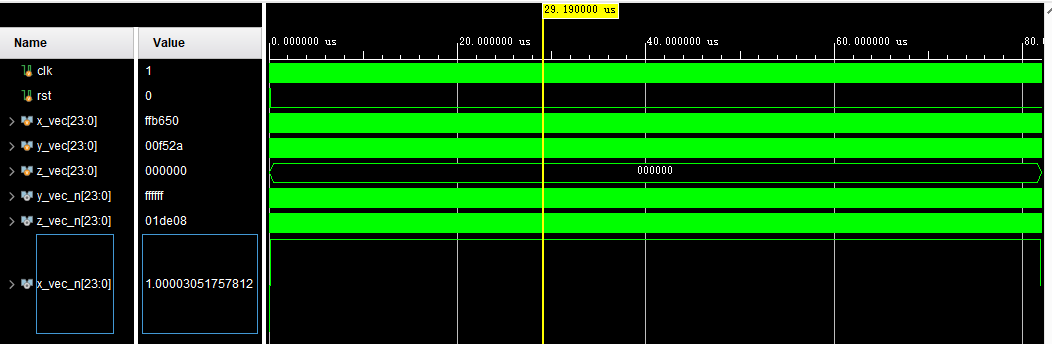 29.190000 us
Name Value
0.000000 us 20.000000 us 40.000000 us 60.000000 us 80.
clk 1
rst 0
x_vec[23:0] ffb650
y_vec[23:0] 00f52a
z_vec[23:0] 000000 000000
y_vec_n[23:0] ffffff
z_vec_n[23:0] 01de08
x_vec_n[23:0] 1.00003051757812